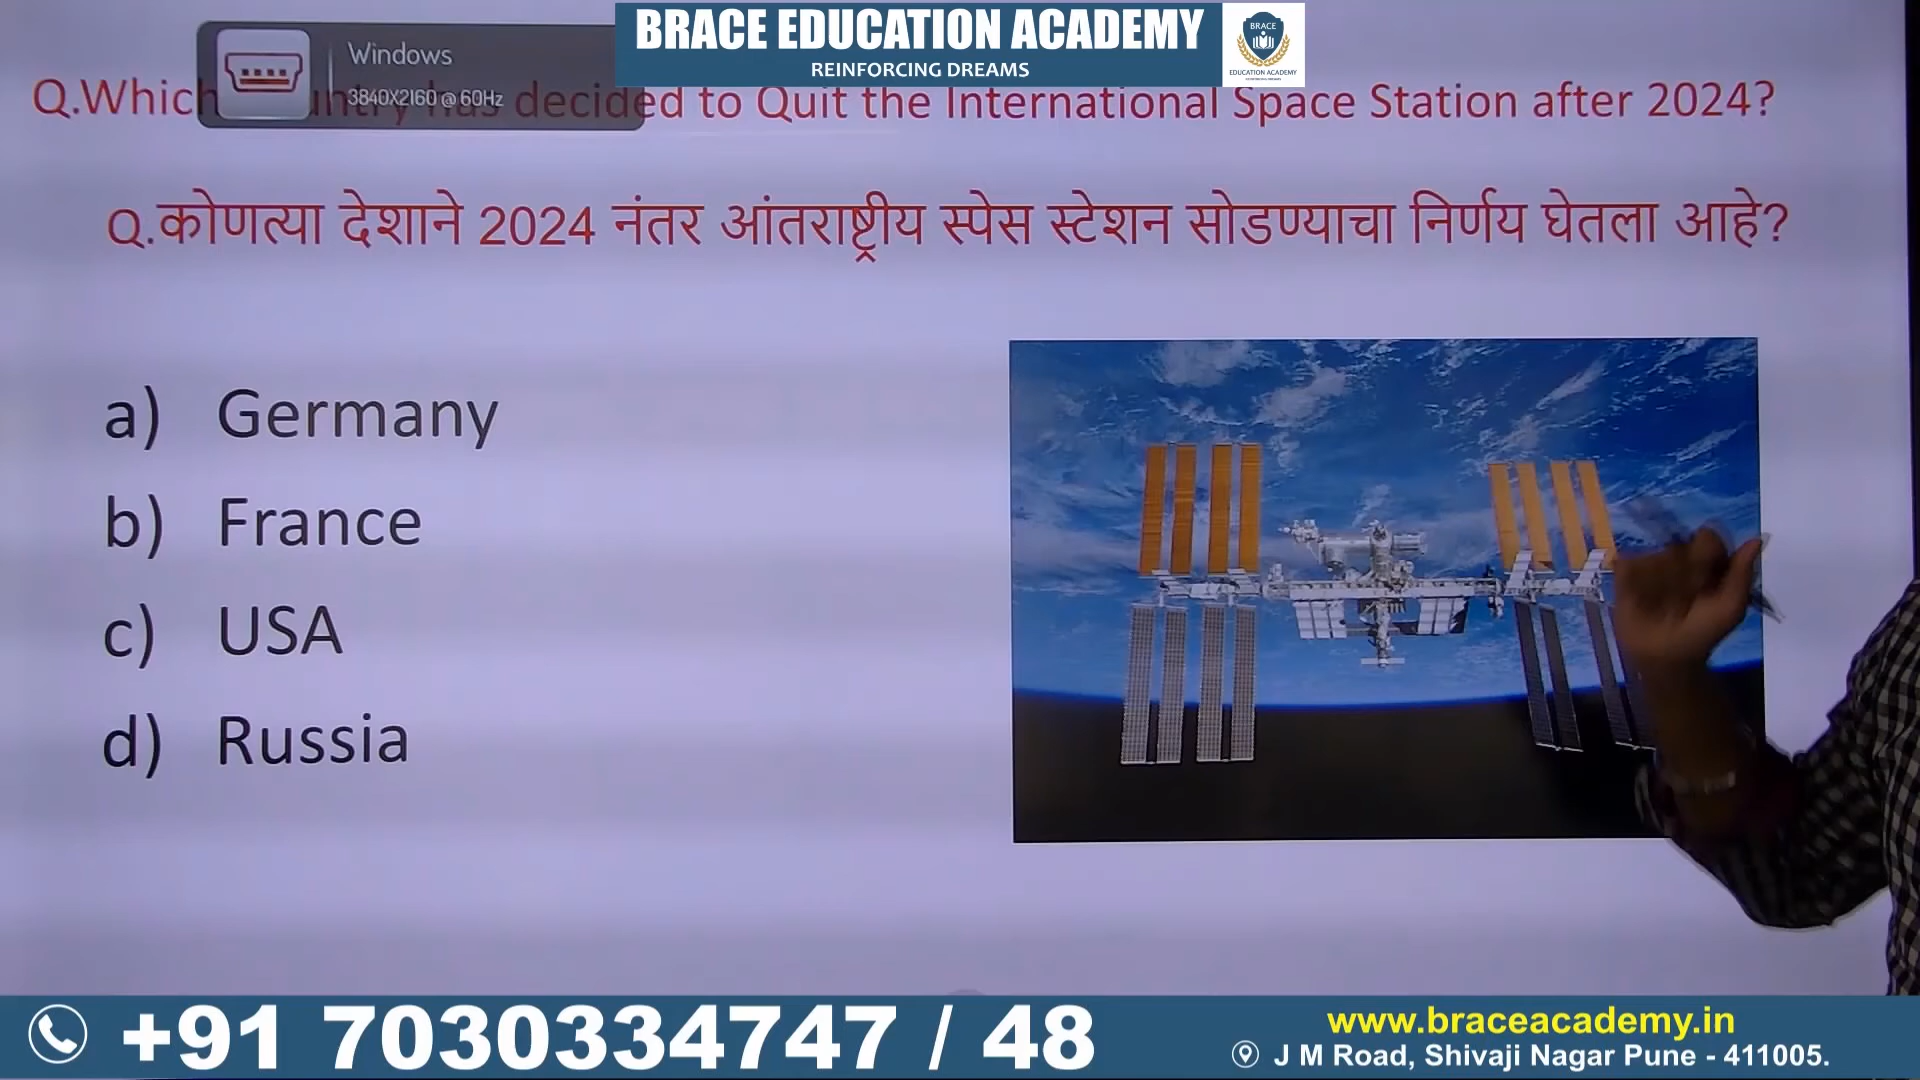 BRACE EDUCATION ACADEMY
REINFORCING DREAMS
BRACE
EDUCATION ACADEMY
Windows
3840X2160 @ 60Hz
Q.Which country has decided to Quit the International Space Station after 2024?
Q.कोणत्या देशाने 2024 नंतर आंतराष्ट्रीय स्पेस स्टेशन सोडण्याचा निर्णय घेतला आहे?
a) Germany
b) France
c) USA
d) Russia
+91 7030334747 / 48
www.braceacademy.in
J M Road, Shivaji Nagar Pune - 411005.